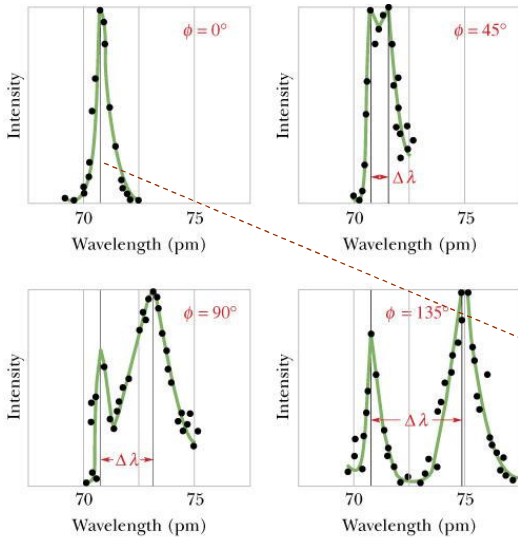 Intensity
ϕ = 0°
70 75
Wavelength (pm)
Intensity
ϕ = 45°
Δλ
70 75
Wavelength (pm)
Intensity
ϕ = 90°
Δλ
70 75
Wavelength (pm)
Intensity
ϕ = 135°
Δλ
70 75
Wavelength (pm)